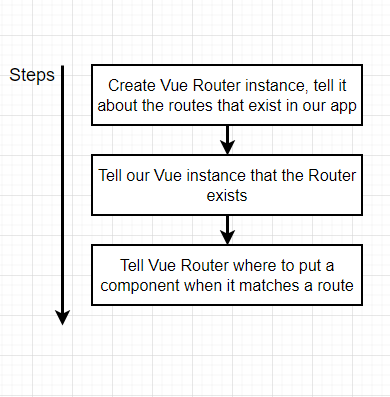 Steps
Create Vue Router instance, tell it
about the routes that exist in our app
Tell our Vue instance that the Router
exists
Tell Vue Router where to put a
component when it matches a route